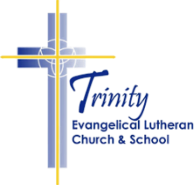 Trinity
Evangelical Lutheran
Church & School